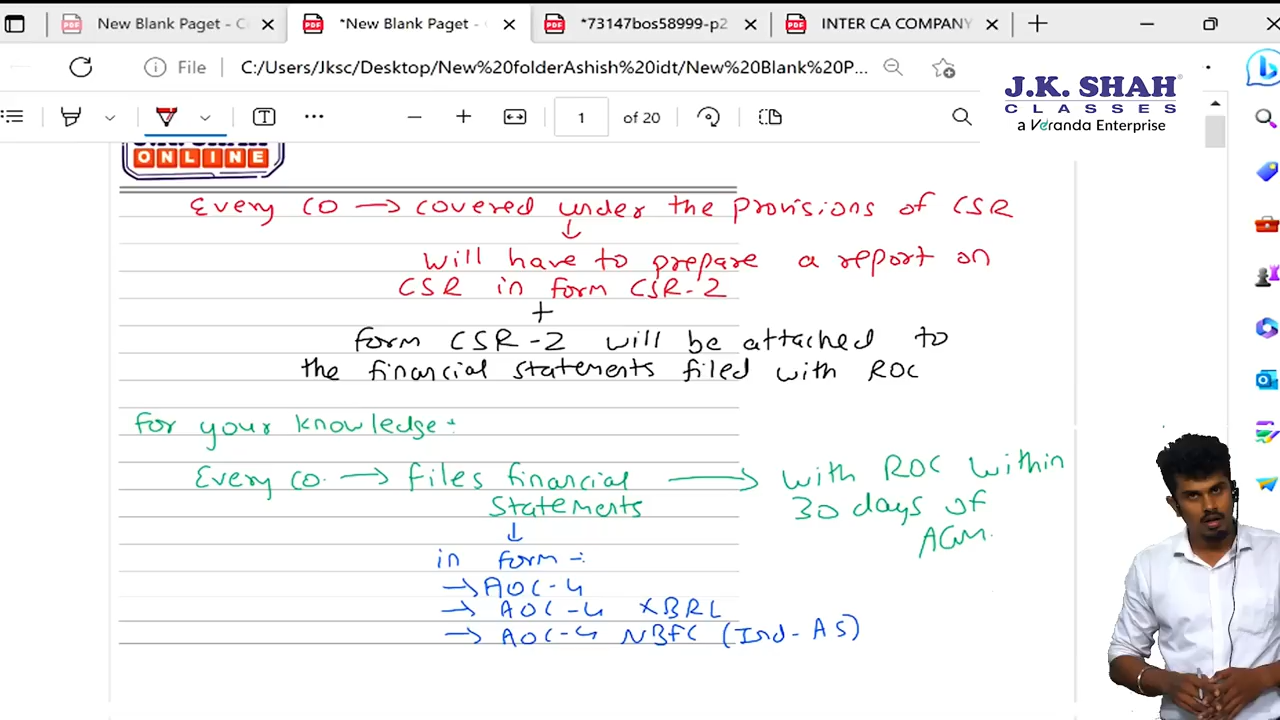 New Blank Paget - C
*New Blank Paget - C
*73147bos58999-p2
INTER CA COMPANY
File
C:/Users/Jksc/Desktop/New%20folderAshish%20idt/New%20Blank%20P...
1 of 20
J.K. SHAH
CLASSES
a Veranda Enterprise
ONLINE
Every co → covered under the provisions of CSR
↓
will have to prepare a report on
CSR in form CSR-2
+
form CSR-2 will be attached to
the financial statements filed with ROC
for your knowledge:
Every co. → files financial → with ROC within
statements 30 days of
↓ AGM.
in form :-
→ AOC-4
→ AOC-4 XBRL
→ AOC-4 NBFC (Ind-AS)